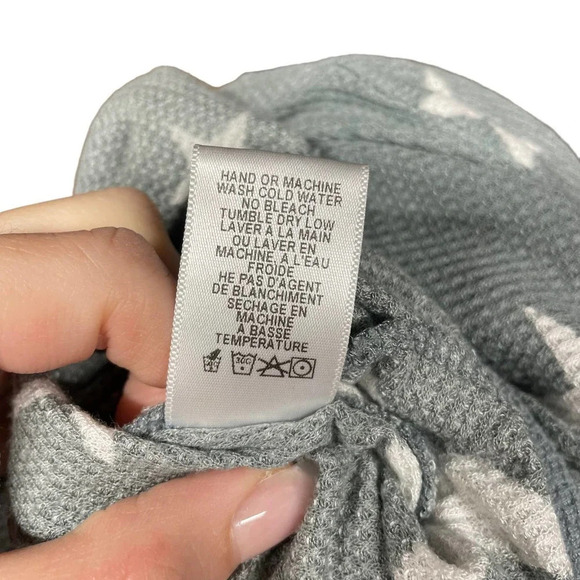 HAND OR MACHINE
WASH COLD WATER
NO BLEACH
TUMBLE DRY LOW
LAVER A LA MAIN
OU LAVER EN
MACHINE, A L'EAU
FROIDE
HE PAS D'AGENT
DE BLANCHIMENT
SECHAGE EN
MACHINE
A BASSE
TEMPERATURE
30C